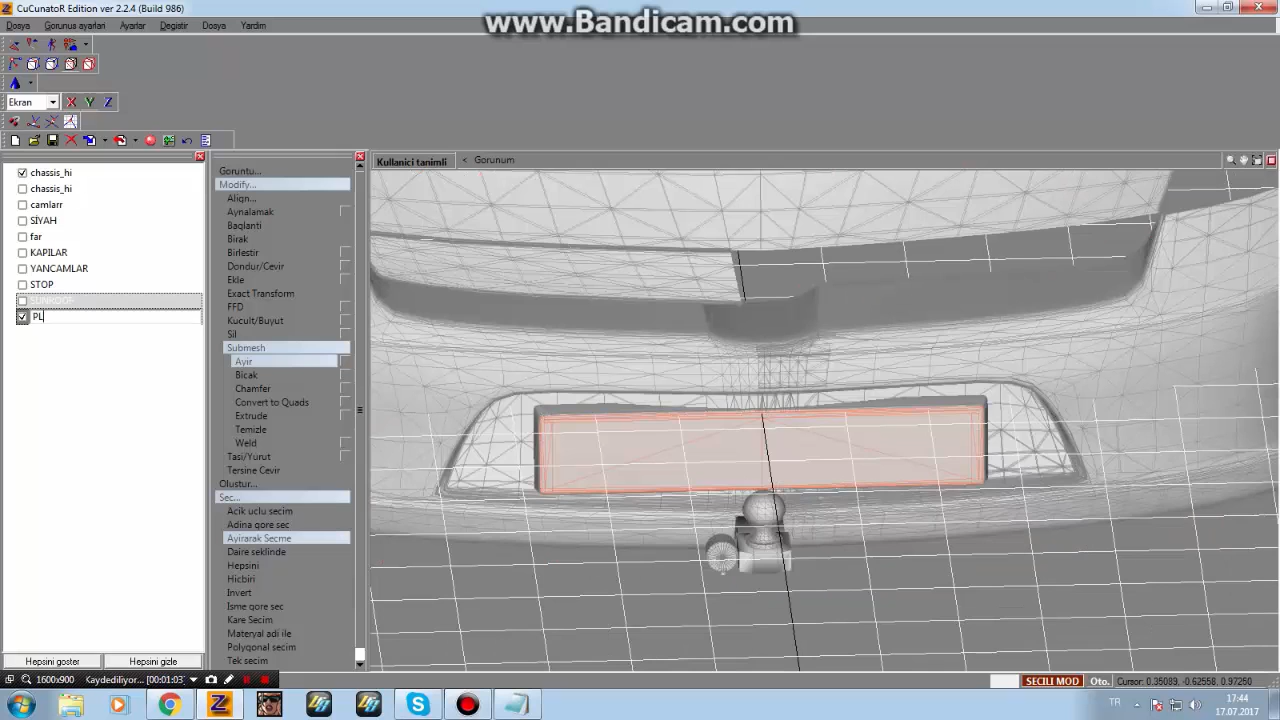 CuCunatoR Edition ver 2.2.4 (Build 986)
www.Bandicam.com
Dosya Gorunus ayarlari Ayarlar Degistir Dosya Yardim
Ekran X Y Z
Kullanici tanimli < Gorunum
chassis_hi
chassis_hi
camlarr
SİYAH
far
KAPILAR
YANCAMLAR
STOP
SUNROOF
PL
Hepsini goster Hepsini gizle
Goruntu...
Modify...
Align...
Aynalamak
Baglanti
Birak
Birlestir
Dondur/Cevir
Ekle
Exact Transform
FFD
Kucult/Buyut
Sil
Submesh
Ayir
Bicak
Chamfer
Convert to Quads
Extrude
Temizle
Weld
Tasi/Yurut
Tersine Cevir
Olustur...
Sec...
Acik uclu secim
Adina gore sec
Ayirarak Secme
Daire seklinde
Hepsini
Hicbiri
Invert
Isme gore sec
Kare Secim
Materyal adi ile
Polygonal secim
Tek secim
1600x900 Kaydediliyor... [00:01:03]
SECILI MOD Oto. Cursor: 0.35089, -0.62558, 0.97250
TR 17:44
17.07.2017